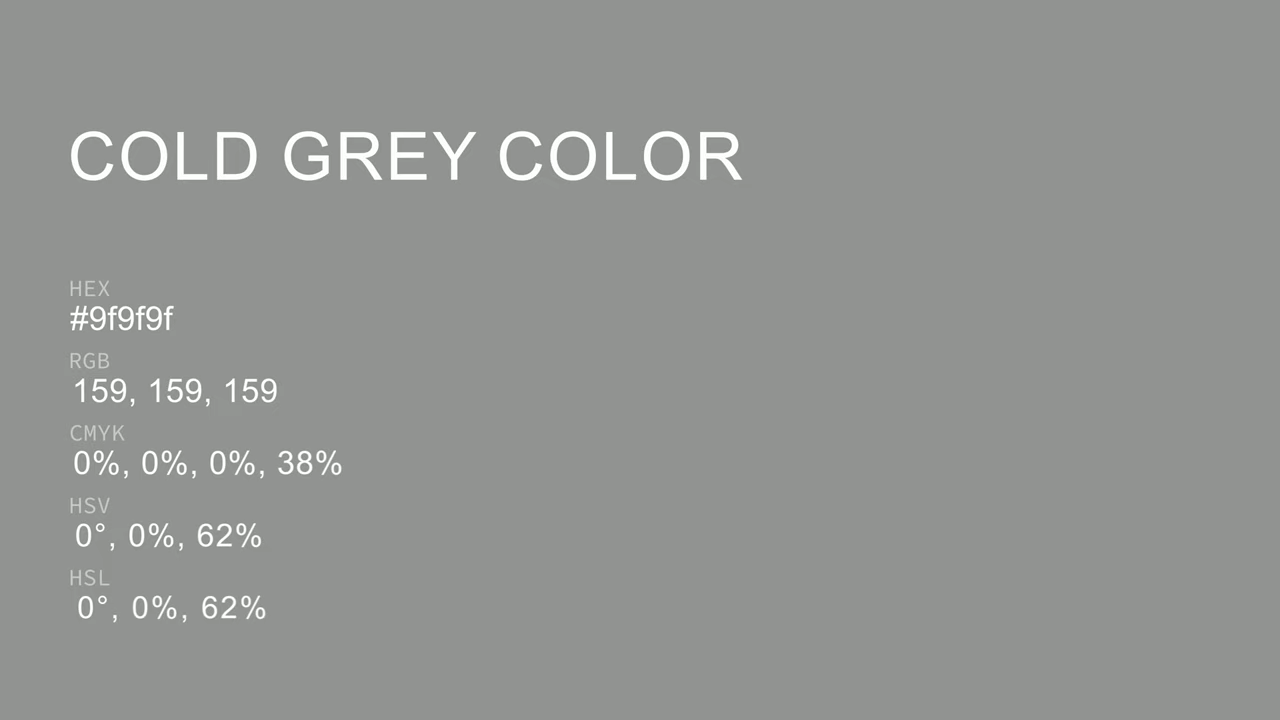 COLD GREY COLOR
HEX
#9f9f9f
RGB
159, 159, 159
CMYK
0%, 0%, 0%, 38%
HSV
0°, 0%, 62%
HSL
0°, 0%, 62%